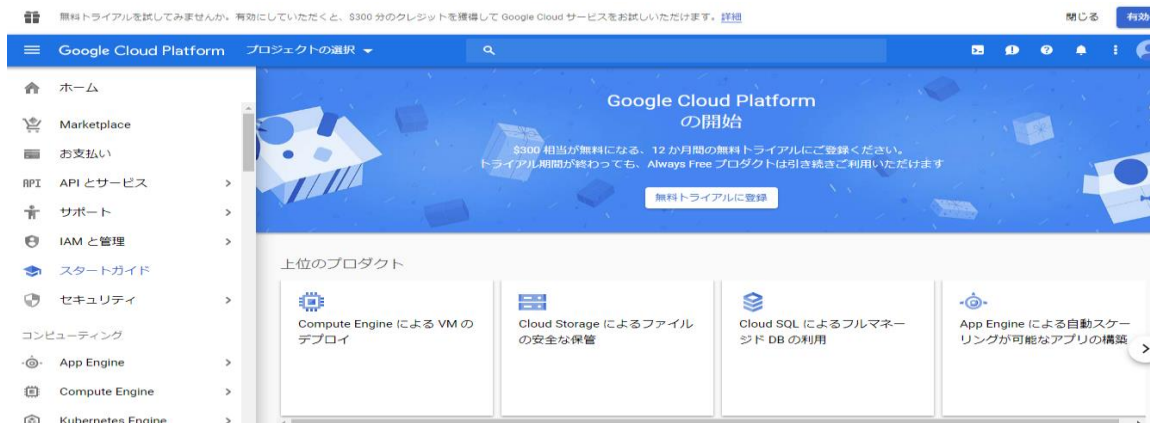 無料トライアルを試してみませんか。有効にしていただくと、$300 分のクレジットを獲得して Google Cloud サービスをお試しいただけます。 詳細
閉じる
有効
Google Cloud Platform
プロジェクトの選択
ホーム
Marketplace
お支払い
API API とサービス
サポート
IAM と管理
スタートガイド
セキュリティ
コンピューティング
App Engine
Compute Engine
Kubernetes Engine
Google Cloud Platform
の開始
$300 相当が無料になる、12 か月間の無料トライアルにご登録ください。
トライアル期間が終わっても、Always Free プロダクトは引き続きご利用いただけます
無料トライアルに登録
上位のプロダクト
Compute Engine による VM の
デプロイ
Cloud Storage によるファイル
の安全な保管
Cloud SQL によるフルマネー
ジド DB の利用
App Engine による自動スケー
リングが可能なアプリの構築